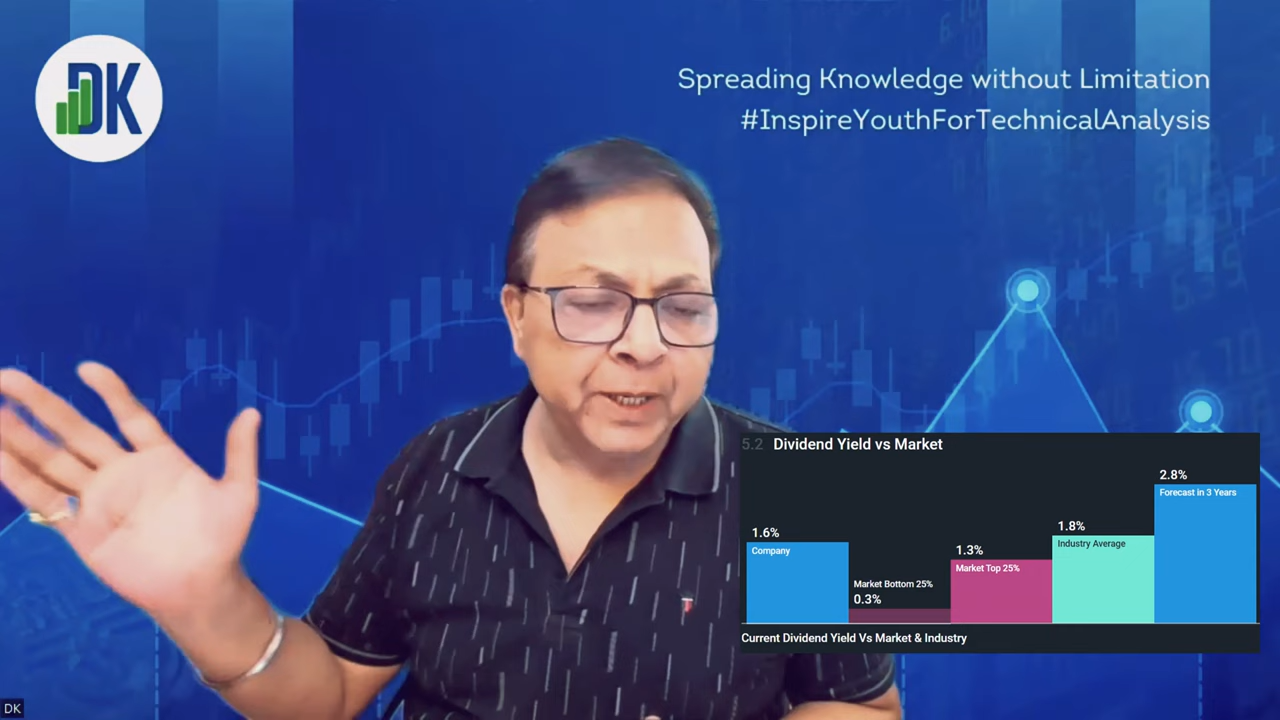 DK
Spreading Knowledge without Limitation
#InspireYouthForTechnicalAnalysis
5.2 Dividend Yield vs Market
1.6%
Company
Market Bottom 25%
0.3%
1.3%
Market Top 25%
1.8%
Industry Average
2.8%
Forecast in 3 Years
Current Dividend Yield Vs Market & Industry
DK